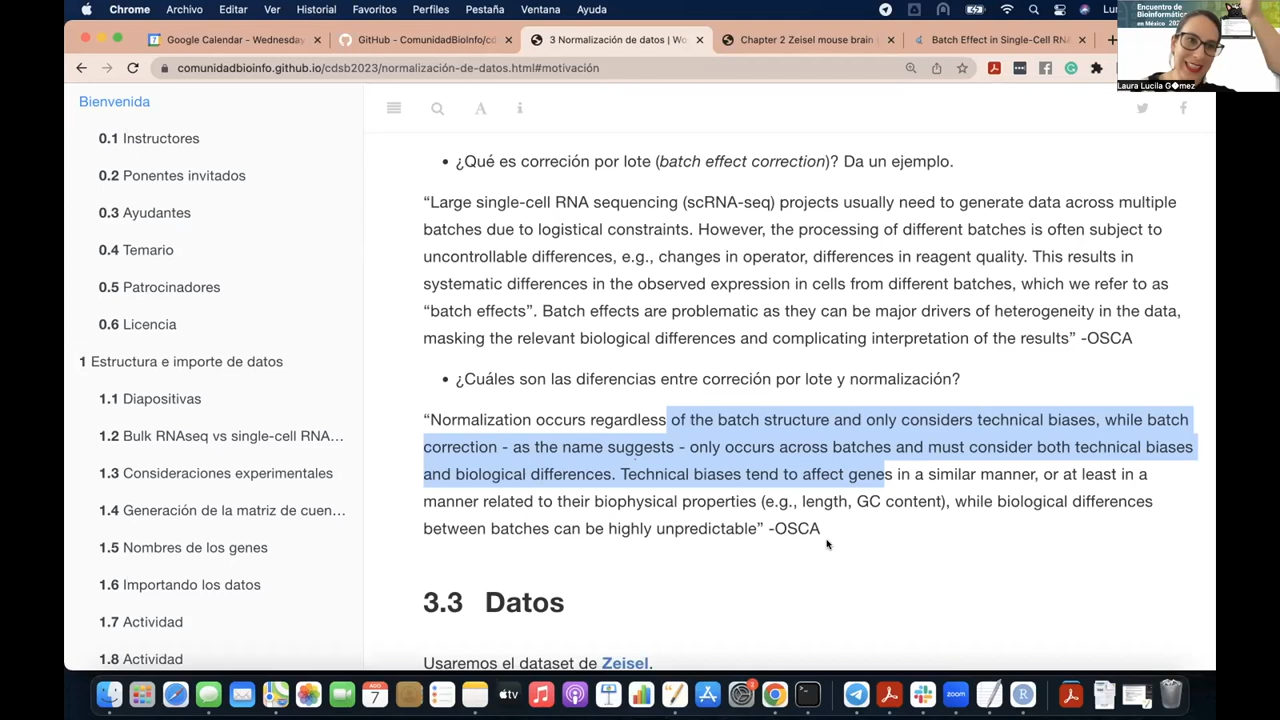 Chrome Archivo Editar Ver Historial Favoritos Perfiles Pestaña Ventana Ayuda
Encuentro de
Bioinformátic
en México 202
Google Calendar - Wednesday
GitHub - ComunidadBioInfo/cd
3 Normalización de datos | Wo
Chapter 2 Zeisel mouse brain
Batch Effect in Single-Cell RN
comunidadbioinfo.github.io/cdsb2023/normalización-de-datos.html#motivación
Laura Lucila G�mez
Bienvenida
0.1 Instructores
0.2 Ponentes invitados
0.3 Ayudantes
0.4 Temario
0.5 Patrocinadores
0.6 Licencia
1 Estructura e importe de datos
1.1 Diapositivas
1.2 Bulk RNAseq vs single-cell RNA…
1.3 Consideraciones experimentales
1.4 Generación de la matriz de cuen…
1.5 Nombres de los genes
1.6 Importando los datos
1.7 Actividad
1.8 Actividad
• ¿Qué es correción por lote (batch effect correction)? Da un ejemplo.
“Large single-cell RNA sequencing (scRNA-seq) projects usually need to generate data across multiple
batches due to logistical constraints. However, the processing of different batches is often subject to
uncontrollable differences, e.g., changes in operator, differences in reagent quality. This results in
systematic differences in the observed expression in cells from different batches, which we refer to as
“batch effects”. Batch effects are problematic as they can be major drivers of heterogeneity in the data,
masking the relevant biological differences and complicating interpretation of the results” -OSCA
• ¿Cuáles son las diferencias entre correción por lote y normalización?
“Normalization occurs regardless of the batch structure and only considers technical biases, while batch
correction - as the name suggests - only occurs across batches and must consider both technical biases
and biological differences. Technical biases tend to affect genes in a similar manner, or at least in a
manner related to their biophysical properties (e.g., length, GC content), while biological differences
between batches can be highly unpredictable” -OSCA
3.3 Datos
Usaremos el dataset de Zeisel.
AGO
7
tv
2
zoom
R